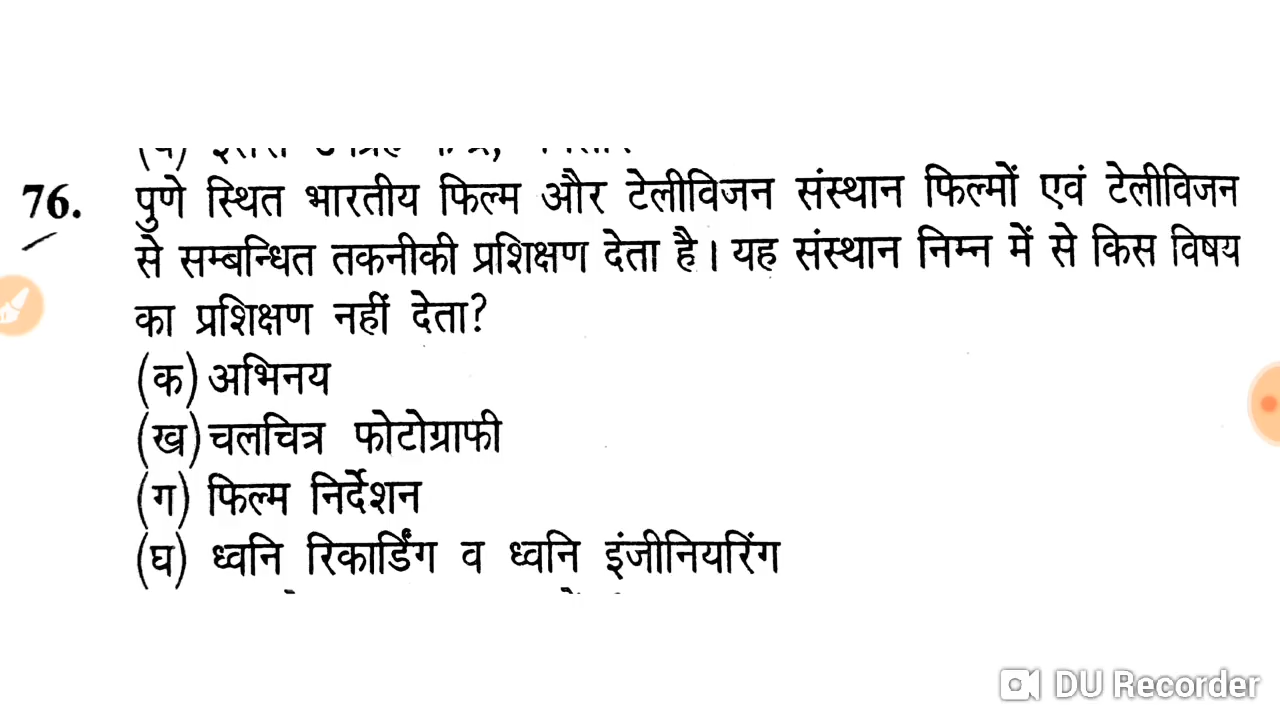 76. पुणे स्थित भारतीय फिल्म और टेलीविजन संस्थान फिल्मों एवं टेलीविजन
से सम्बन्धित तकनीकी प्रशिक्षण देता है। यह संस्थान निम्न में से किस विषय
का प्रशिक्षण नहीं देता?
(क) अभिनय
(ख) चलचित्र फोटोग्राफी
(ग) फिल्म निर्देशन
(घ) ध्वनि रिकार्डिंग व ध्वनि इंजीनियरिंग
DU Recorder